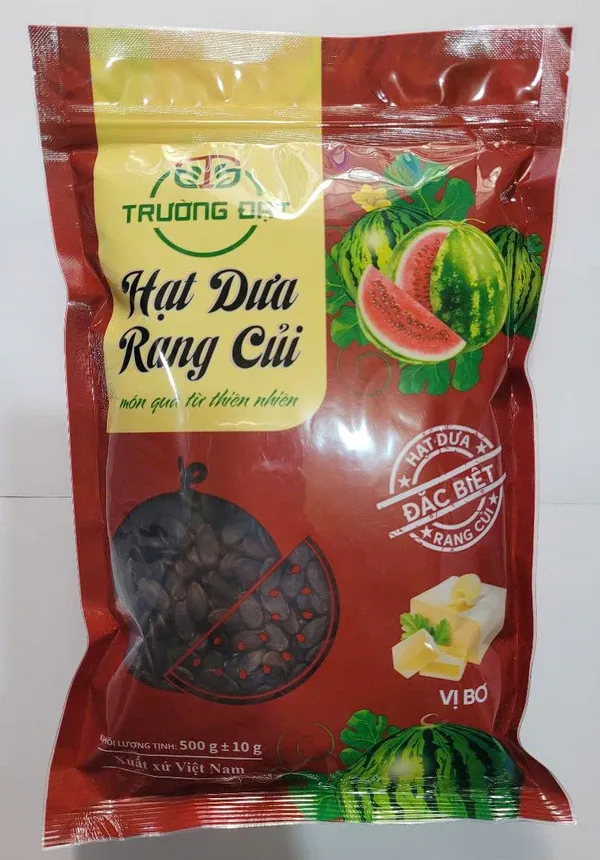 TRƯỜNG ĐẠT
Hạt Dưa
Rang Củi
món quà từ thiên nhiên
HẠT DƯA
ĐẶC BIỆT
RANG CỦI
VỊ BƠ
KHỐI LƯỢNG TỊNH: 500 g ± 10 g
Xuất xứ Việt Nam